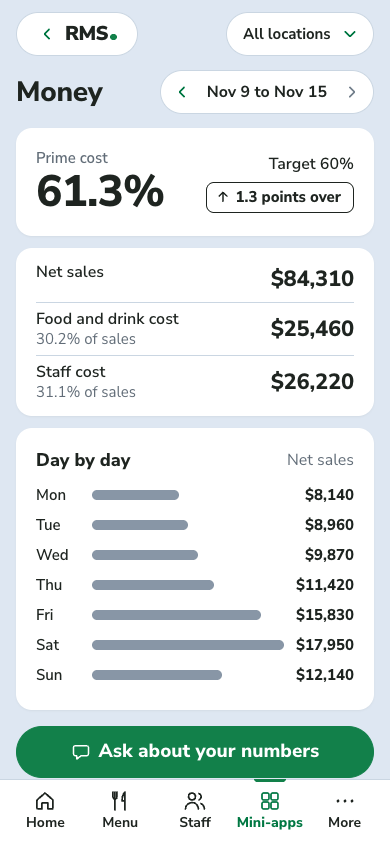 RMS.
All locations
Money
Nov 9 to Nov 15
Prime cost
61.3%
Target 60%
↑ 1.3 points over
Net sales
$84,310
Food and drink cost
30.2% of sales
$25,460
Staff cost
31.1% of sales
$26,220
Day by day
Net sales
Mon $8,140
Tue $8,960
Wed $9,870
Thu $11,420
Fri $15,830
Sat $17,950
Sun $12,140
Ask about your numbers
Home Menu Staff Mini-apps More